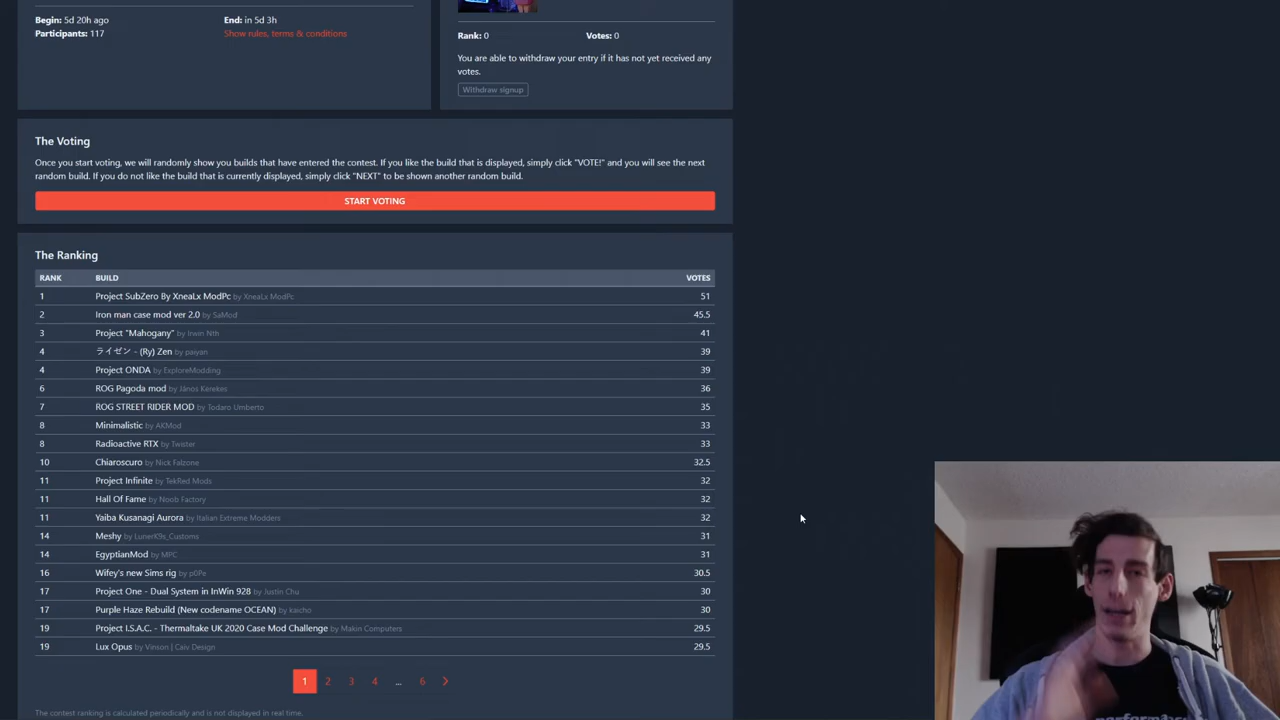 Begin: 5d 20h ago
End: in 5d 3h
Participants: 117
Show rules, terms & conditions
Rank: 0
Votes: 0
You are able to withdraw your entry if it has not yet received any
votes.
Withdraw signup
The Voting
Once you start voting, we will randomly show you builds that have entered the contest. If you like the build that is displayed, simply click "VOTE!" and you will see the next
random build. If you do not like the build that is currently displayed, simply click "NEXT" to be shown another random build.
START VOTING
The Ranking
RANK BUILD VOTES
1 Project SubZero By XneaLx ModPc by XneaLx ModPc 51
2 Iron man case mod ver 2.0 by SaMod 45.5
3 Project "Mahogany" by Irwin Nth 41
4 ライゼン - (Ry) Zen by paiyan 39
4 Project ONDA by ExploreModding 39
6 ROG Pagoda mod by János Kerekes 36
7 ROG STREET RIDER MOD by Todaro Umberto 35
8 Minimalistic by AKMod 33
8 Radioactive RTX by Twister 33
10 Chiaroscuro by Nick Falzone 32.5
11 Project Infinite by TekRed Mods 32
11 Hall Of Fame by Noob Factory 32
11 Yaiba Kusanagi Aurora by Italian Extreme Modders 32
14 Meshy by LunerK9s_Customs 31
14 EgyptianMod by MPC 31
16 Wifey's new Sims rig by p0Pe 30.5
17 Project One - Dual System in InWin 928 by Justin Chu 30
17 Purple Haze Rebuild (New codename OCEAN) by kaicho 30
19 Project I.S.A.C. - Thermaltake UK 2020 Case Mod Challenge by Makin Computers 29.5
19 Lux Opus by Vinson | Caiv Design 29.5
1 2 3 4 ... 6
The contest ranking is calculated periodically and is not displayed in real time.